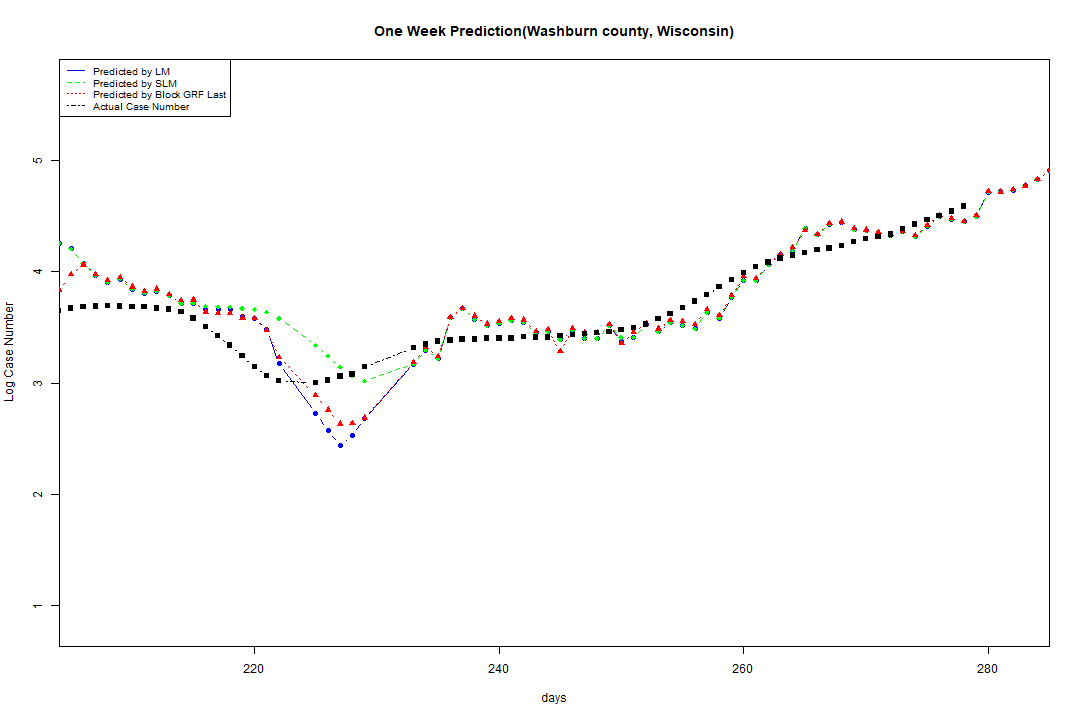 One Week Prediction(Washburn county, Wisconsin)
Predicted by LM
Predicted by SLM
Predicted by Block GRF Last
Actual Case Number
5
4
3
2
1
Log Case Number
220 240 260 280
days